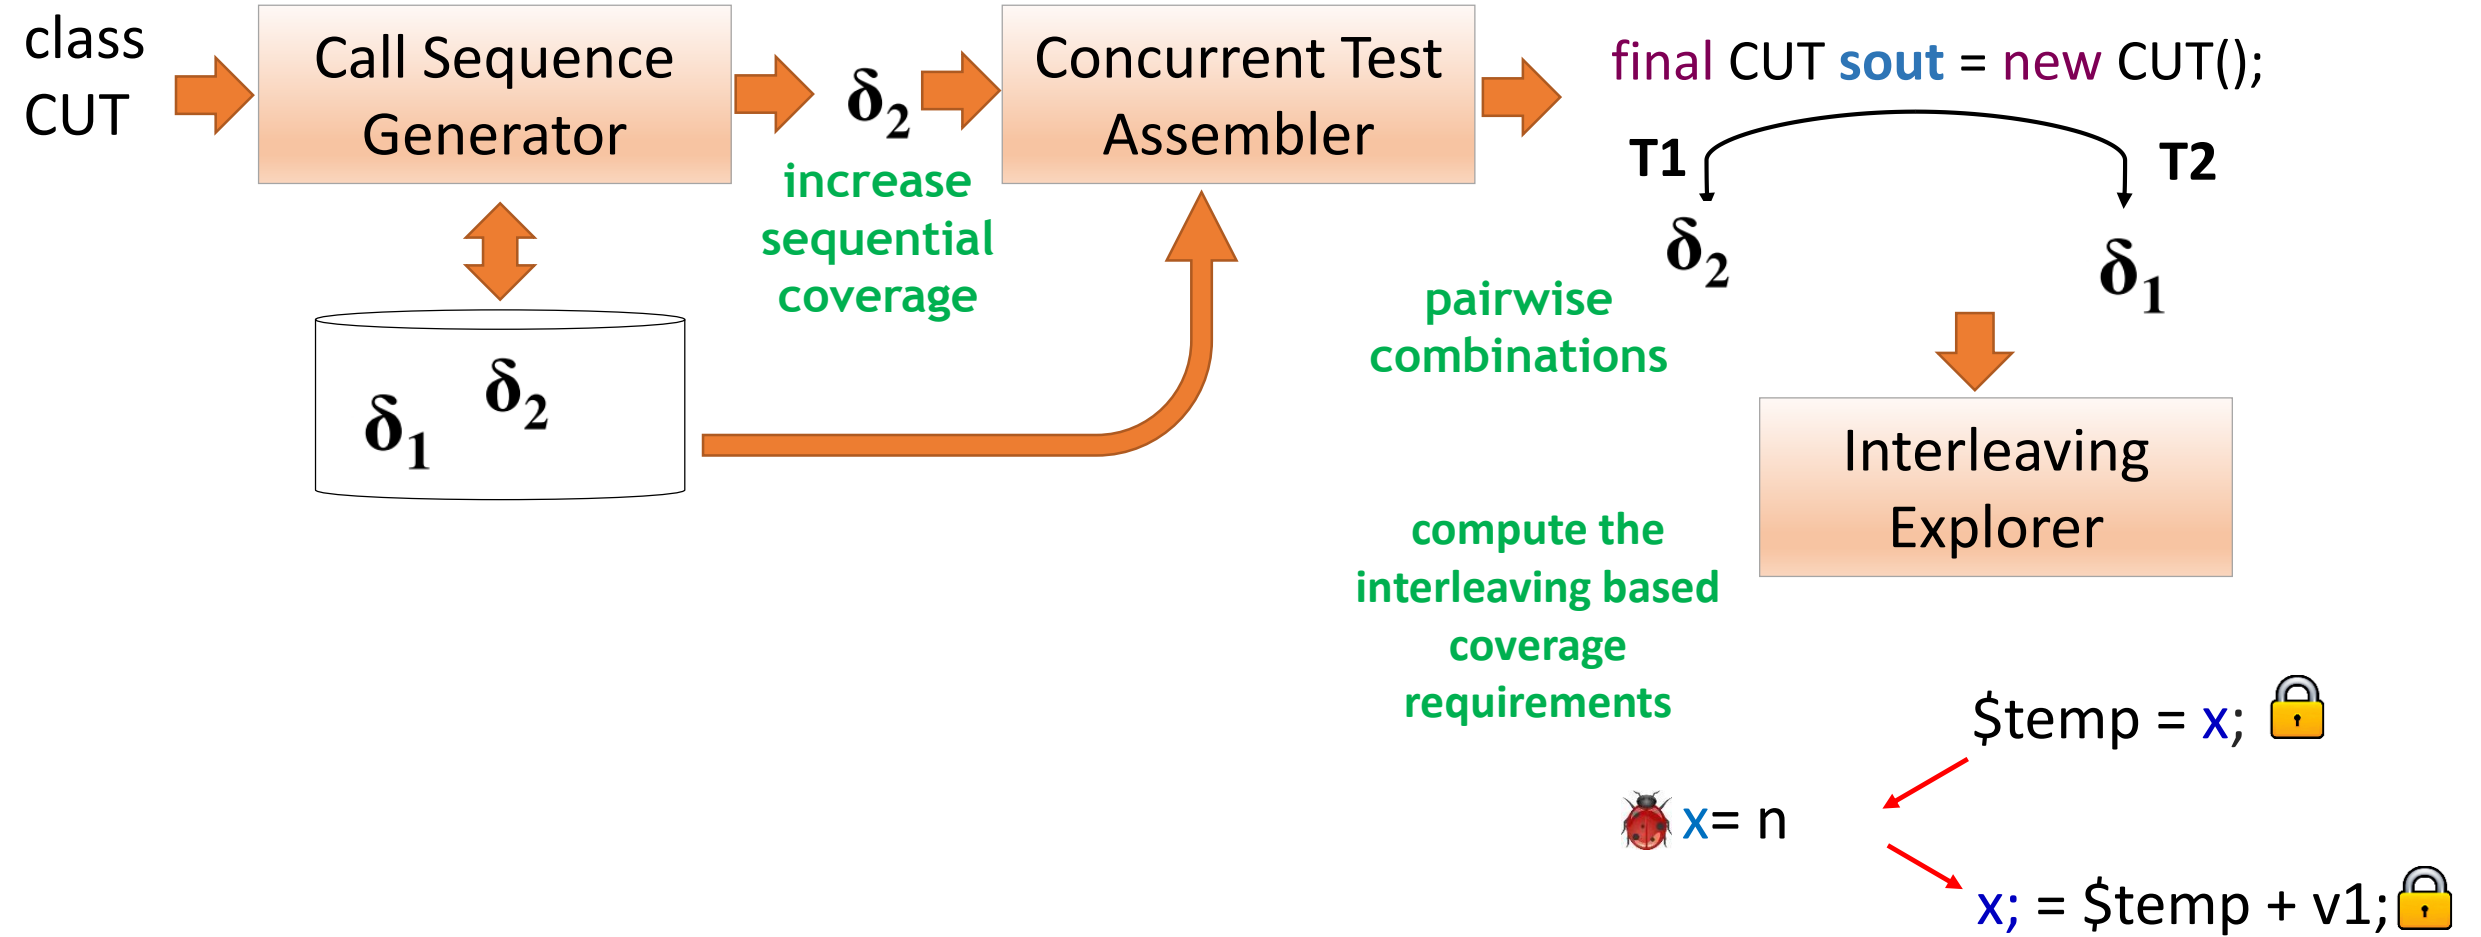 class
CUT
Call Sequence
Generator
δ2
increase
sequential
coverage
Concurrent Test
Assembler
final CUT sout = new CUT();
T1
T2
δ2
δ1
pairwise
combinations
δ1
δ2
Interleaving
Explorer
compute the
interleaving based
coverage
requirements
$temp = x;
x= n
x; = $temp + v1;